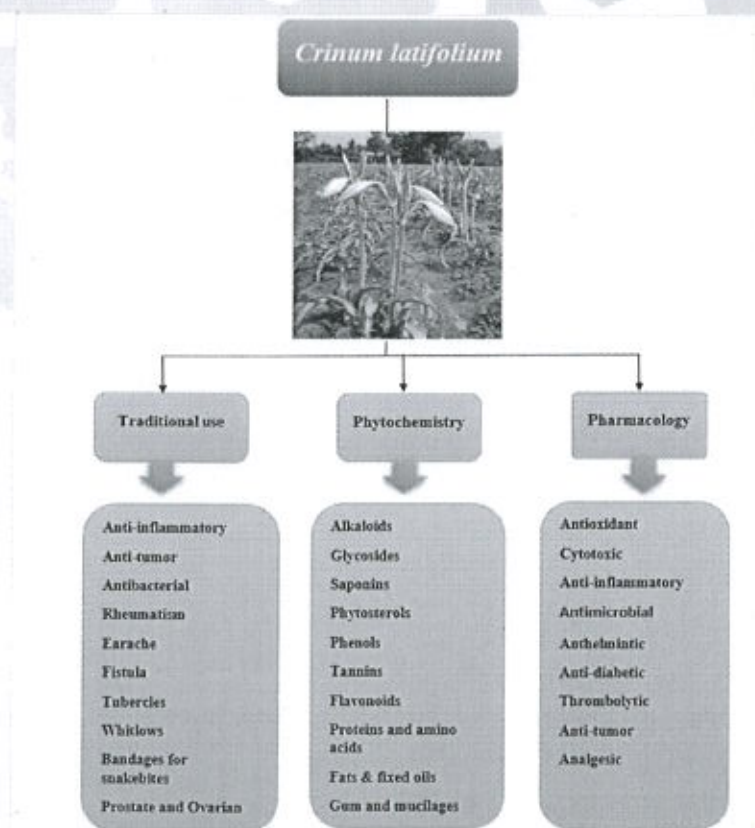 Crinum latifolium
Traditional use
Phytochemistry
Pharmacology
Anti-inflammatory
Anti-tumor
Antibacterial
Rheumatism
Earache
Fistula
Tubercles
Whitlows
Bandages for
snakebites
Prostate and Ovarian
Alkaloids
Glycosides
Saponins
Phytosterols
Phenols
Tannins
Flavonoids
Proteins and amino
acids
Fats & fixed oils
Gum and mucilages
Antioxidant
Cytotoxic
Anti-inflammatory
Antimicrobial
Anthelmintic
Anti-diabetic
Thrombolytic
Anti-tumor
Analgesic